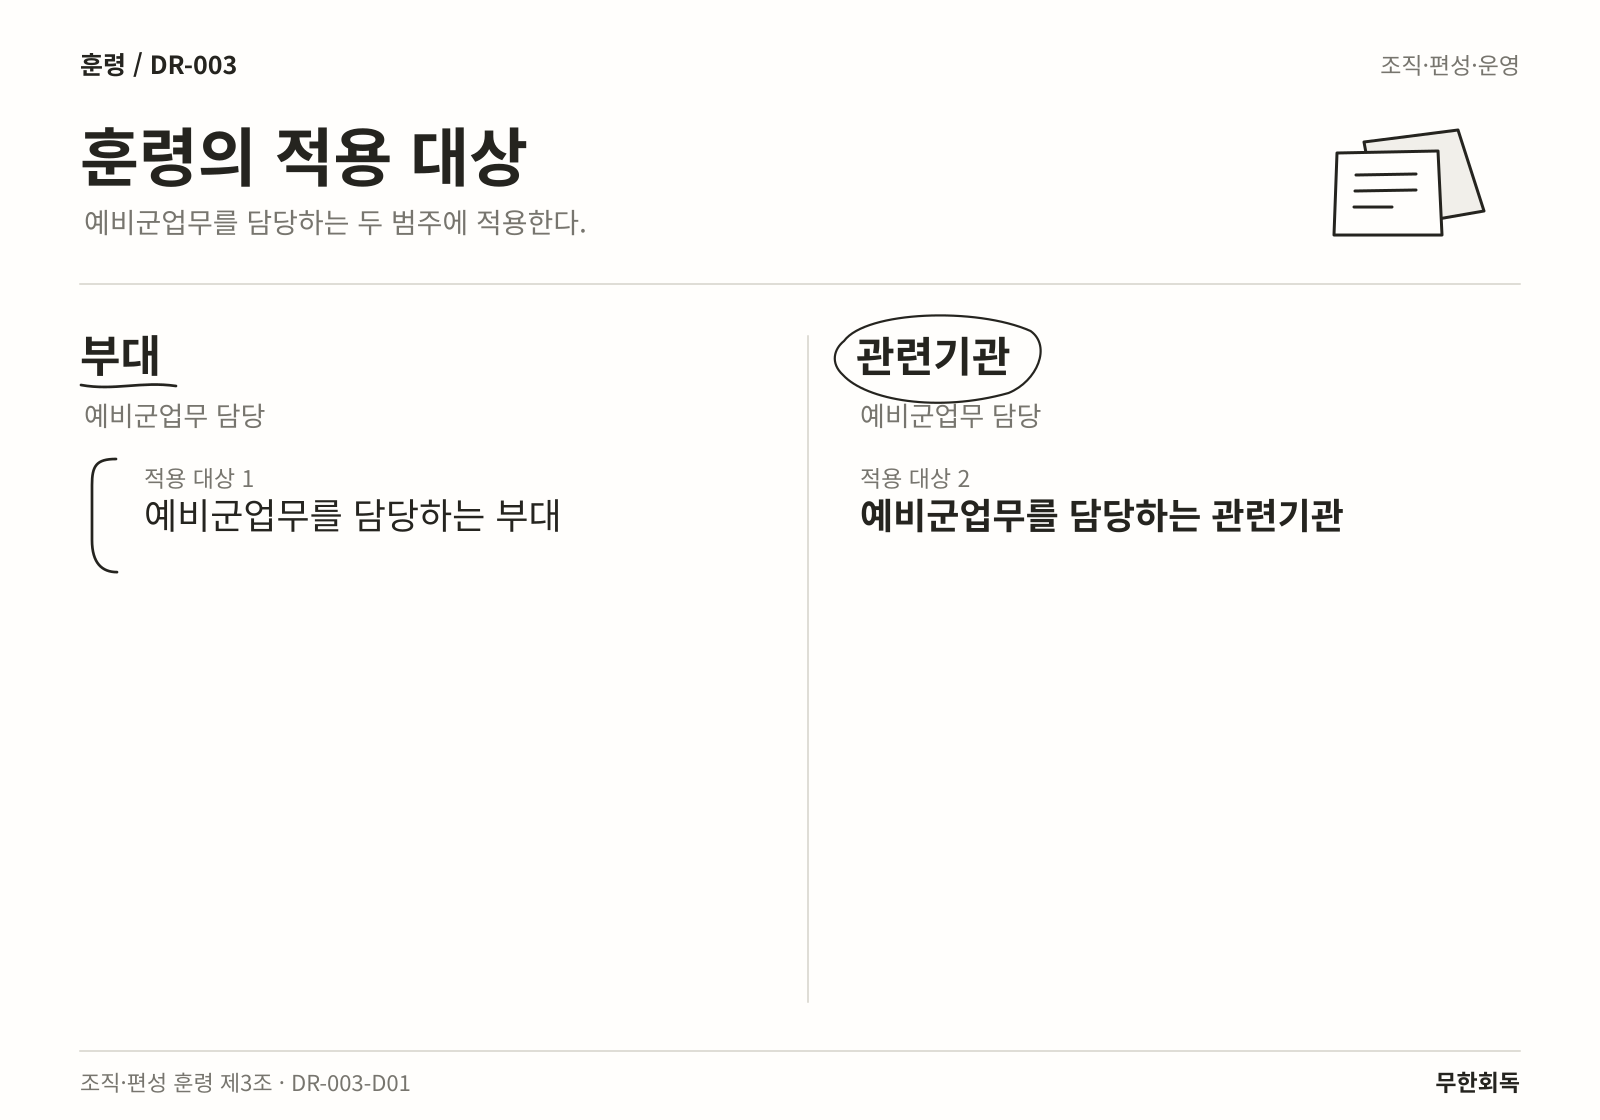 훈령 / DR-003
조직·편성·운영
훈령의 적용 대상
예비군업무를 담당하는 두 범주에 적용한다.
부대
예비군업무 담당
적용 대상 1
예비군업무를 담당하는 부대
관련기관
예비군업무 담당
적용 대상 2
예비군업무를 담당하는 관련기관
조직·편성 훈령 제3조 · DR-003-D01
무한회독